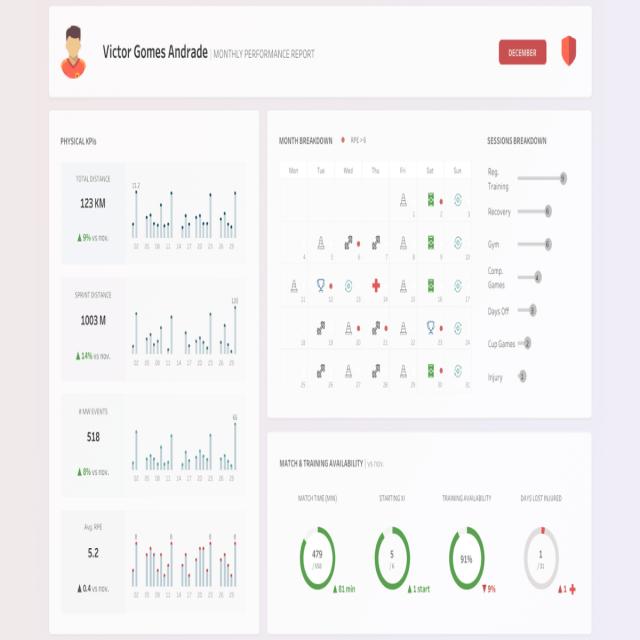 Victor Gomes Andrade | MONTHLY PERFORMANCE REPORT
DECEMBER
PHYSICAL KPIs
TOTAL DISTANCE
123 KM
▲ 9% vs nov.
11.7
02 05 08 11 14 17 20 23 26 29
SPRINT DISTANCE
1003 M
▲ 14% vs nov.
120
02 05 08 11 14 17 20 23 26 29
# MW EVENTS
518
▲ 8% vs nov.
65
02 05 08 11 14 17 20 23 26 29
Avg. RPE
5.2
▲ 0.4 vs nov.
8 8 8 8
02 05 08 11 14 17 20 23 26 29
MONTH BREAKDOWN RPE > 6
Mon Tue Wed Thu Fri Sat Sun
1 2 3
4 5 6 7 8 9 10
11 12 13 14 15 16 17
18 19 20 21 22 23 24
25 26 27 28 29 30 31
SESSIONS BREAKDOWN
Reg.
Training
Recovery
Gym
Comp.
Games
Days Off
Cup Games
Injury
MATCH & TRAINING AVAILABILITY | vs nov.
MATCH TIME (MIN)
479
▲ 81 min
STARTING XI
5
/ 6
▲ 1 start
TRAINING AVAILABILITY
91%
▼ 9%
DAYS LOST INJURED
1
/ 31
▲ 1